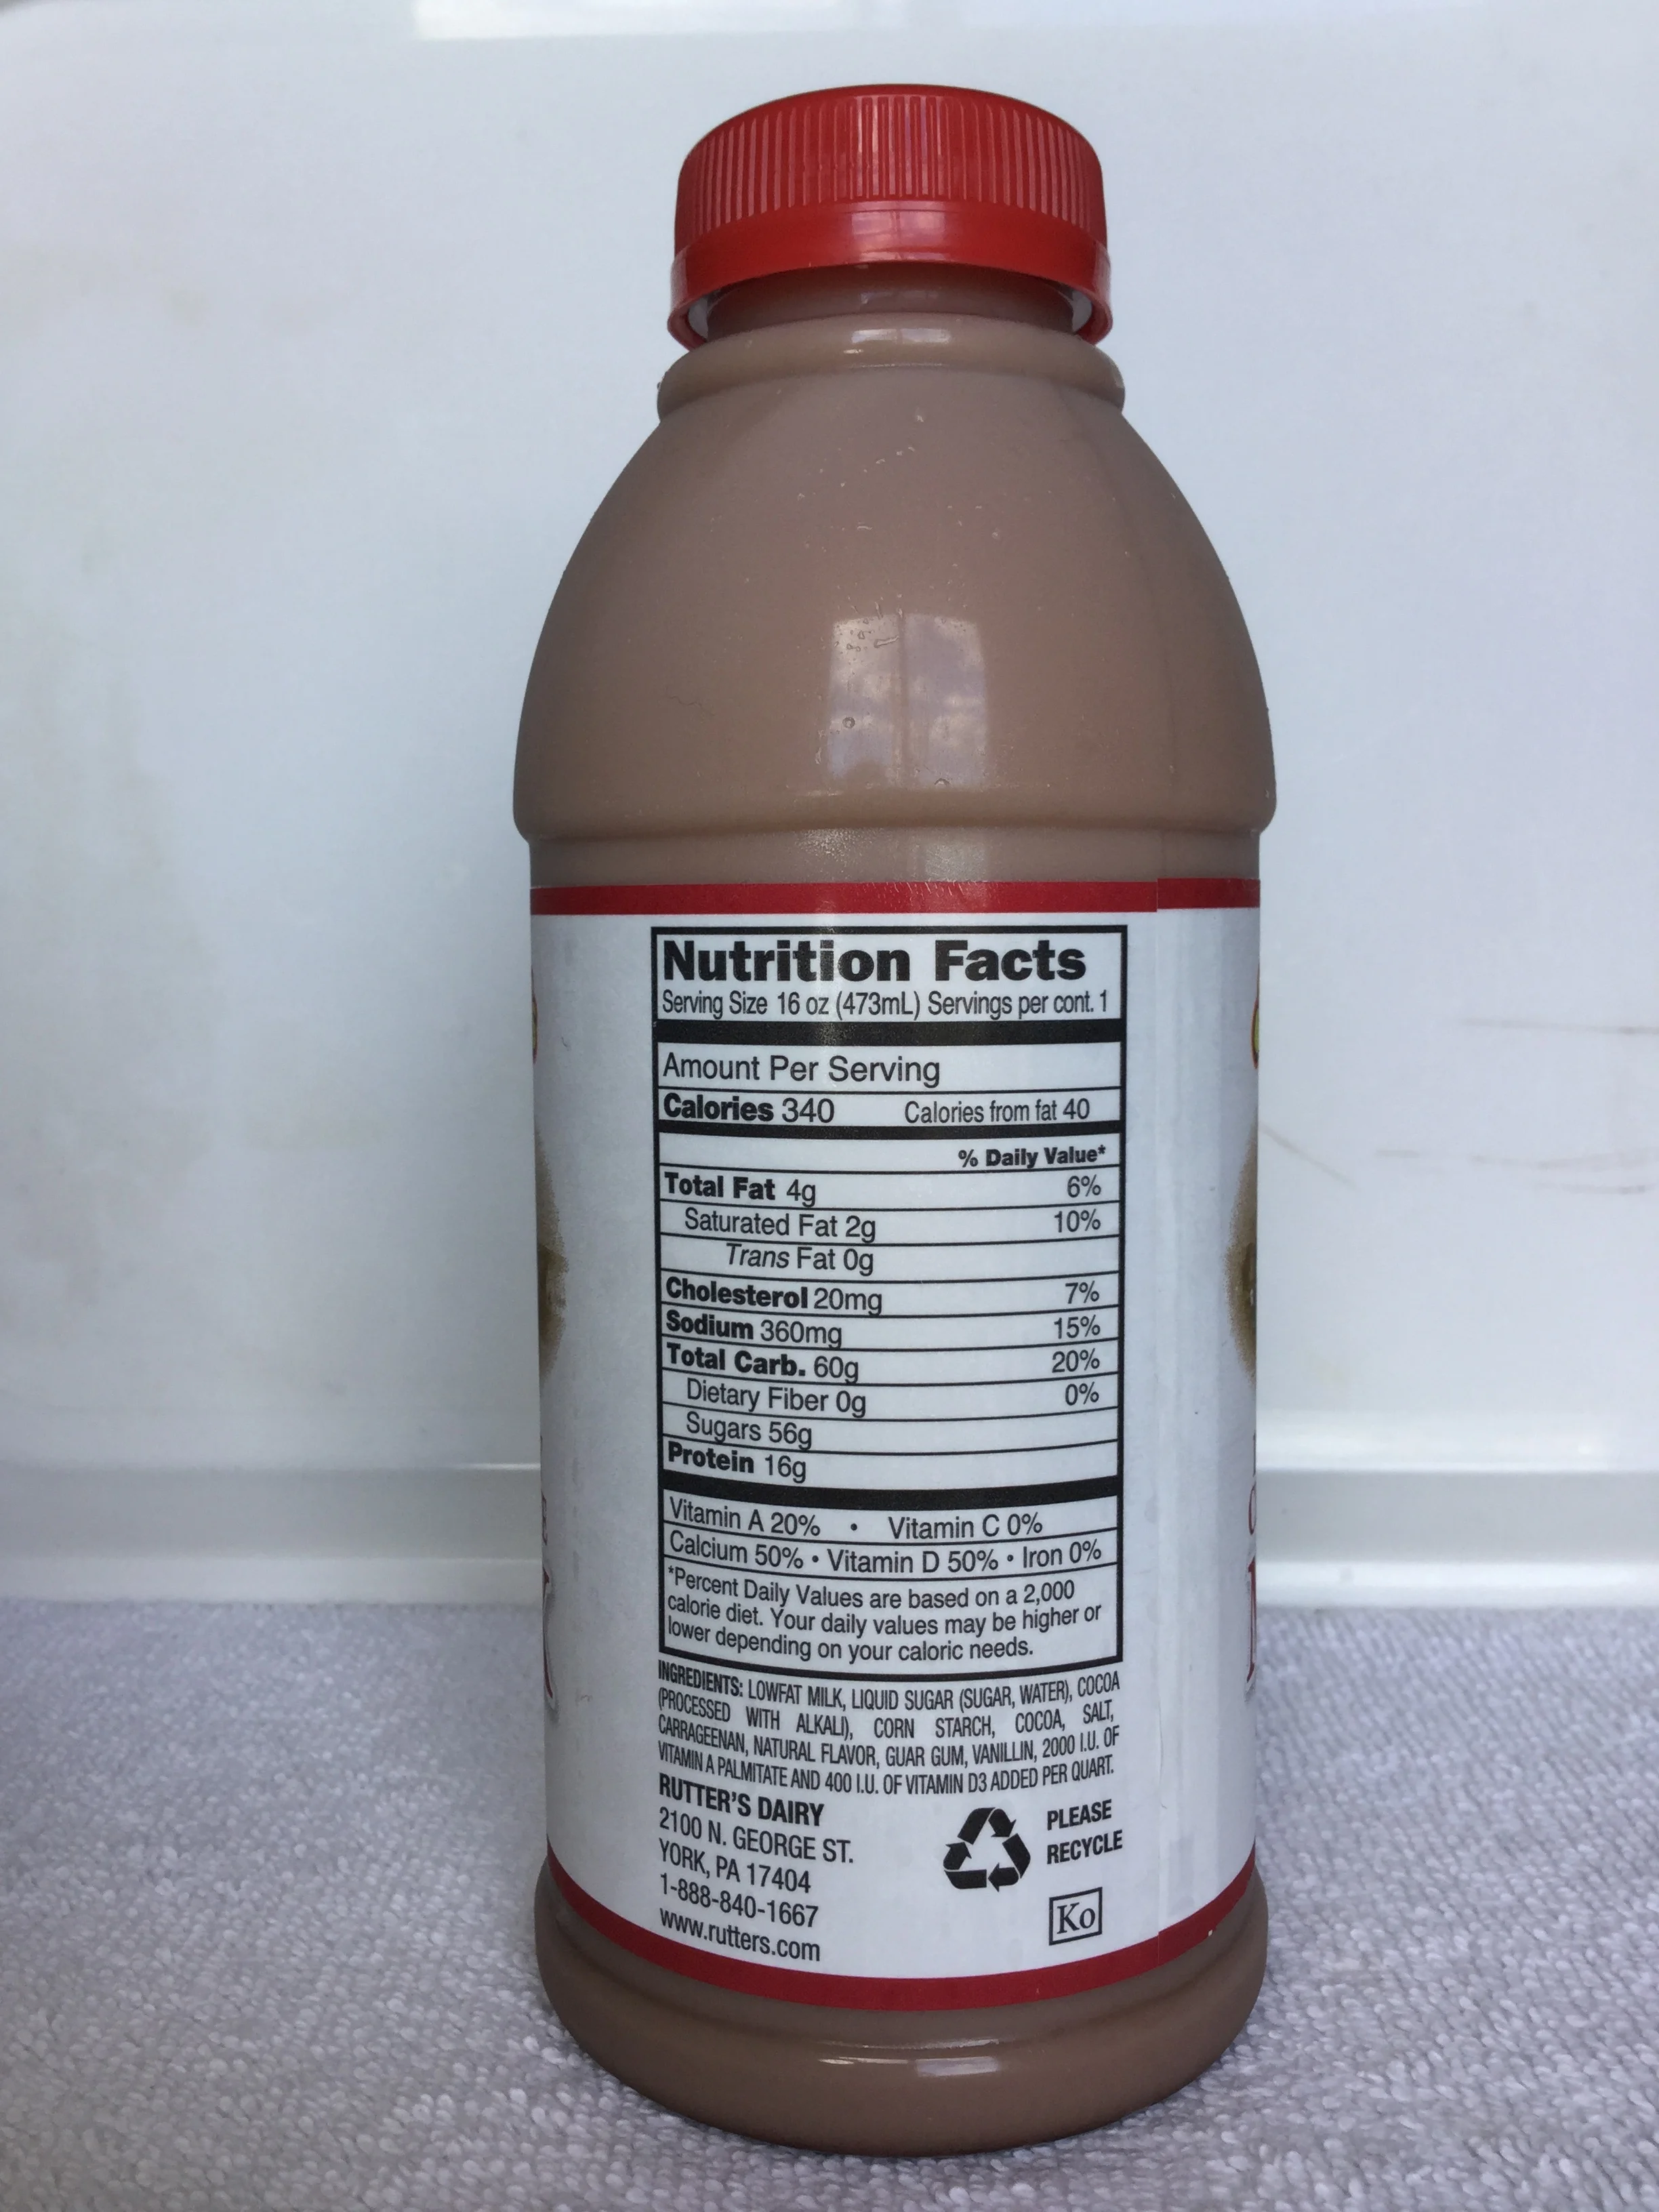 Nutrition Facts
Serving Size 16 oz (473mL) Servings per cont. 1
Amount Per Serving
Calories 340 Calories from fat 40
% Daily Value*
Total Fat 4g 6%
Saturated Fat 2g 10%
Trans Fat 0g
Cholesterol 20mg 7%
Sodium 360mg 15%
Total Carb. 60g 20%
Dietary Fiber 0g 0%
Sugars 56g
Protein 16g
Vitamin A 20% • Vitamin C 0%
Calcium 50% • Vitamin D 50% • Iron 0%
*Percent Daily Values are based on a 2,000
calorie diet. Your daily values may be higher or
lower depending on your caloric needs.
INGREDIENTS: LOWFAT MILK, LIQUID SUGAR (SUGAR, WATER), COCOA
(PROCESSED WITH ALKALI), CORN STARCH, COCOA, SALT,
CARRAGEENAN, NATURAL FLAVOR, GUAR GUM, VANILLIN, 2000 I.U. OF
VITAMIN A PALMITATE AND 400 I.U. OF VITAMIN D3 ADDED PER QUART.
RUTTER'S DAIRY
2100 N. GEORGE ST.
YORK, PA 17404
1-888-840-1667
www.rutters.com
PLEASE
RECYCLE
Ko